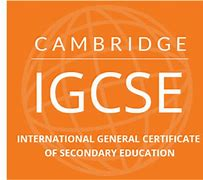 CAMBRIDGE
IGCSE
INTERNATIONAL GENERAL CERTIFICATE
OF SECONDARY EDUCATION